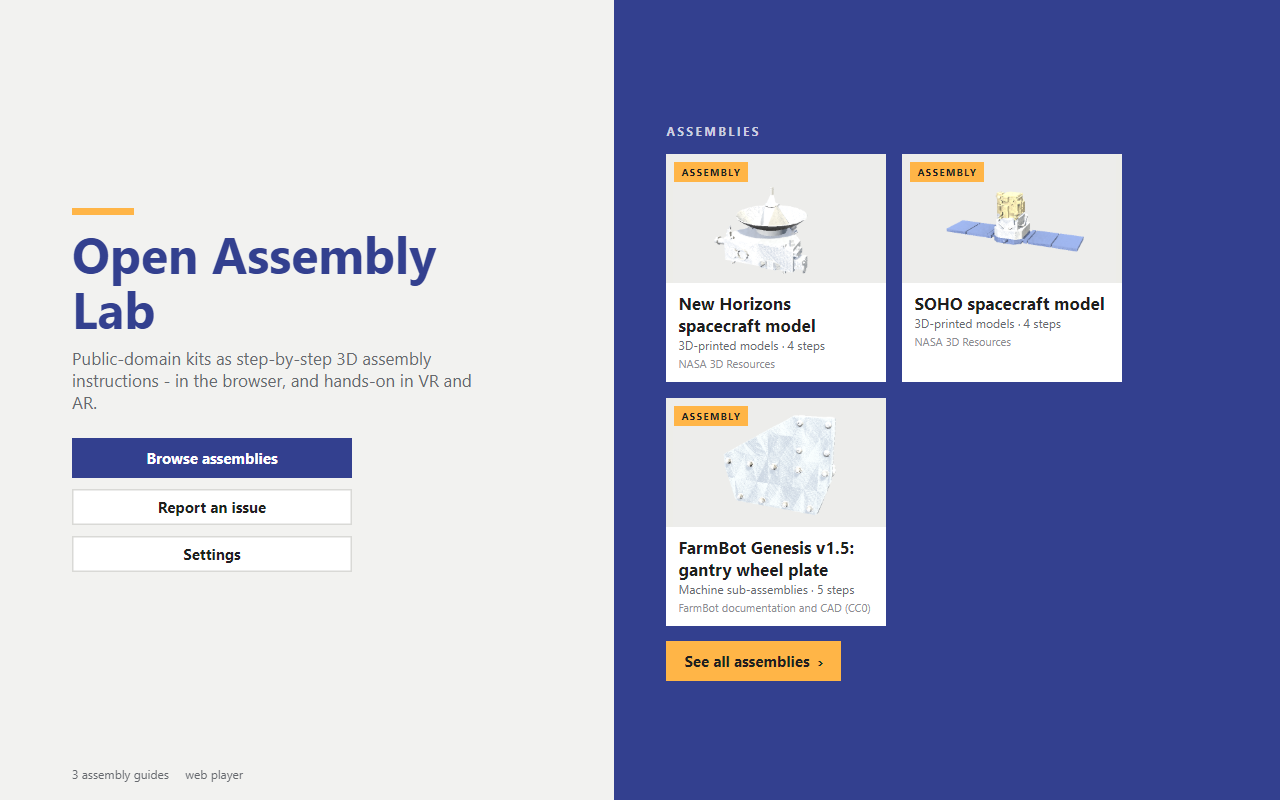 Open Assembly
Lab
Public-domain kits as step-by-step 3D assembly
instructions - in the browser, and hands-on in VR and
AR.
Browse assemblies
Report an issue
Settings
3 assembly guides web player
ASSEMBLIES
ASSEMBLY
New Horizons
spacecraft model
3D-printed models · 4 steps
NASA 3D Resources
ASSEMBLY
SOHO spacecraft model
3D-printed models · 4 steps
NASA 3D Resources
ASSEMBLY
FarmBot Genesis v1.5:
gantry wheel plate
Machine sub-assemblies · 5 steps
FarmBot documentation and CAD (CC0)
See all assemblies ›